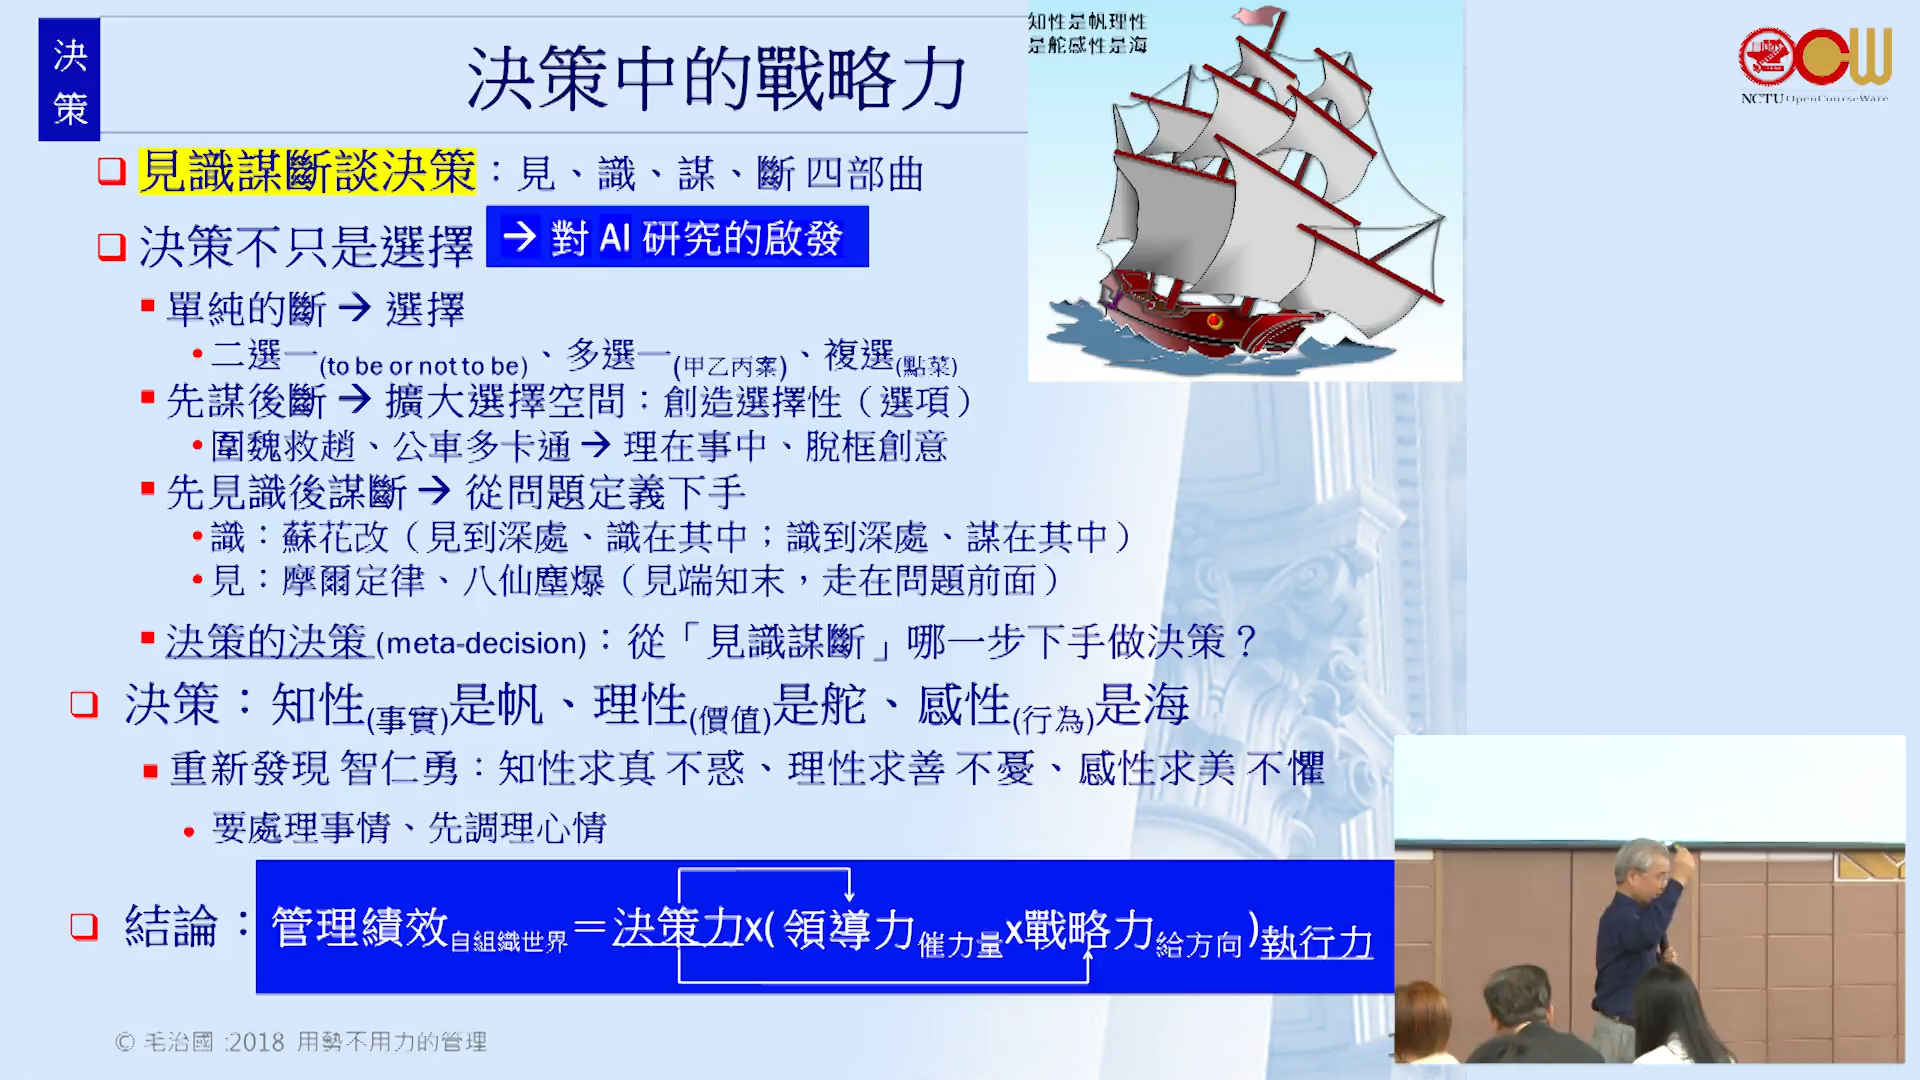 決策
決策中的戰略力
知性是帆理性
是舵感性是海
NCTU OpenCourseWare
見識謀斷談決策：見、識、謀、斷 四部曲
決策不只是選擇 → 對 AI 研究的啟發
單純的斷 → 選擇
二選一(to be or not to be)、多選一(甲乙丙案)、複選(點菜)
先謀後斷 → 擴大選擇空間：創造選擇性（選項）
圍魏救趙、公車多卡通 → 理在事中、脫框創意
先見識後謀斷 → 從問題定義下手
識：蘇花改（見到深處、識在其中；識到深處、謀在其中）
見：摩爾定律、八仙塵爆（見端知末，走在問題前面）
決策的決策 (meta-decision)：從「見識謀斷」哪一步下手做決策？
決策：知性(事實)是帆、理性(價值)是舵、感性(行為)是海
重新發現 智仁勇：知性求真 不惑、理性求善 不憂、感性求美 不懼
要處理事情、先調理心情
結論：管理績效自組織世界＝決策力x(領導力催力量x戰略力給方向)執行力
© 毛治國 :2018 用勢不用力的管理